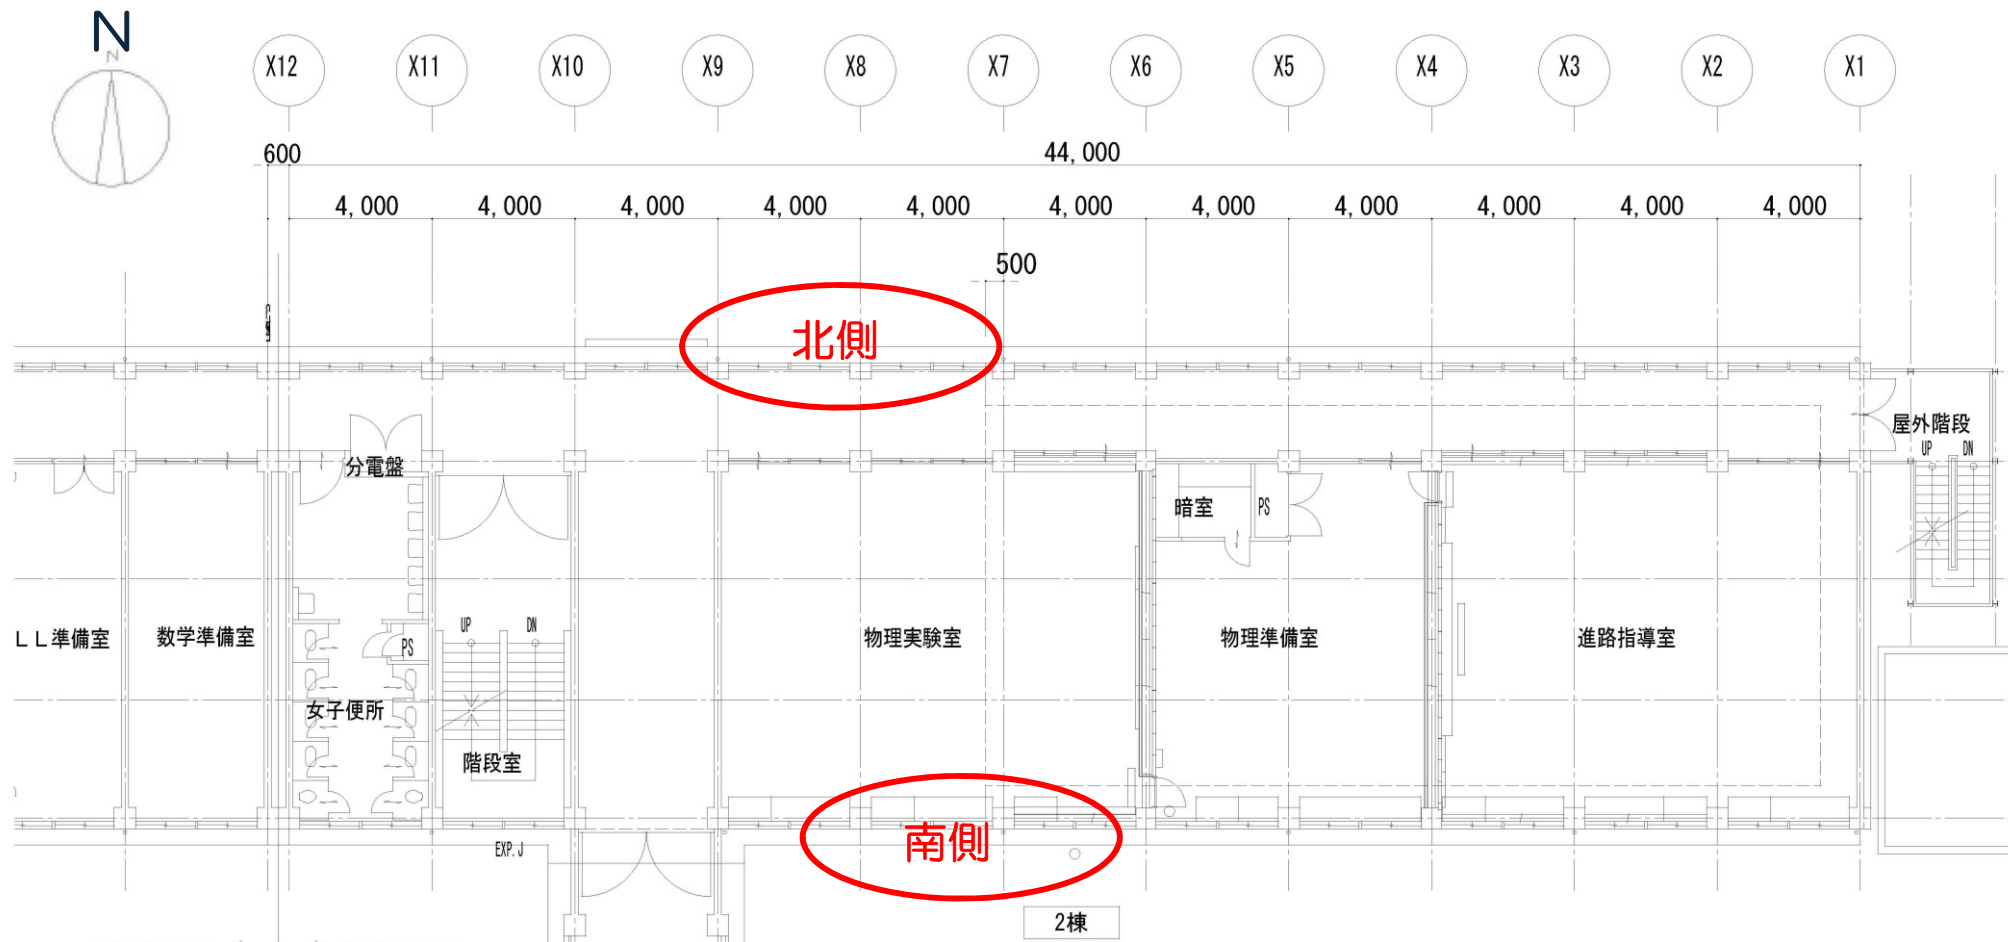 N
N
X12 X11 X10 X9 X8 X7 X6 X5 X4 X3 X2 X1
600 44,000
4,000 4,000 4,000 4,000 4,000 4,000 4,000 4,000 4,000 4,000 4,000
500
北側
屋外階段
UP DN
分電盤
暗室 PS
ＬＬ準備室 数学準備室 UP DN 物理実験室 物理準備室 進路指導室
PS
女子便所
階段室
南側
EXP.J
2棟